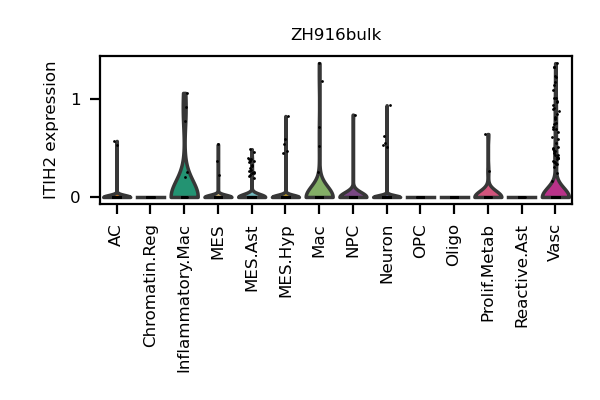 ZH916bulk
ITIH2 expression
1
0
AC
Chromatin.Reg
Inflammatory.Mac
MES
MES.Ast
MES.Hyp
Mac
NPC
Neuron
OPC
Oligo
Prolif.Metab
Reactive.Ast
Vasc